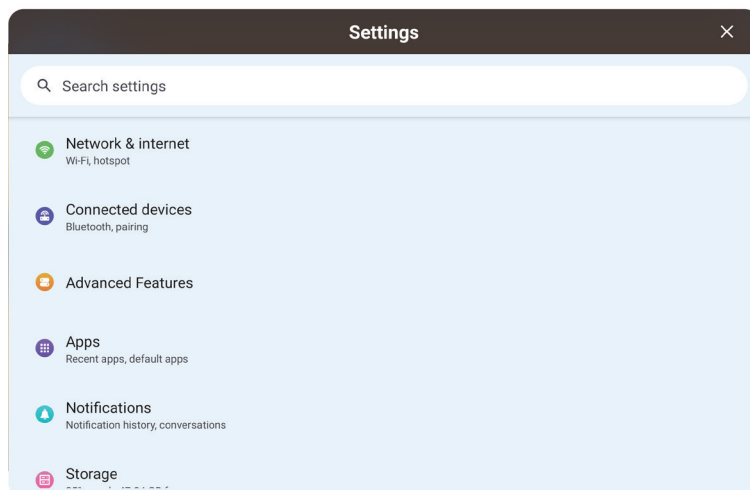 Settings
Search settings
Network & internet
Wi-Fi, hotspot
Connected devices
Bluetooth, pairing
Advanced Features
Apps
Recent apps, default apps
Notifications
Notification history, conversations
Storage